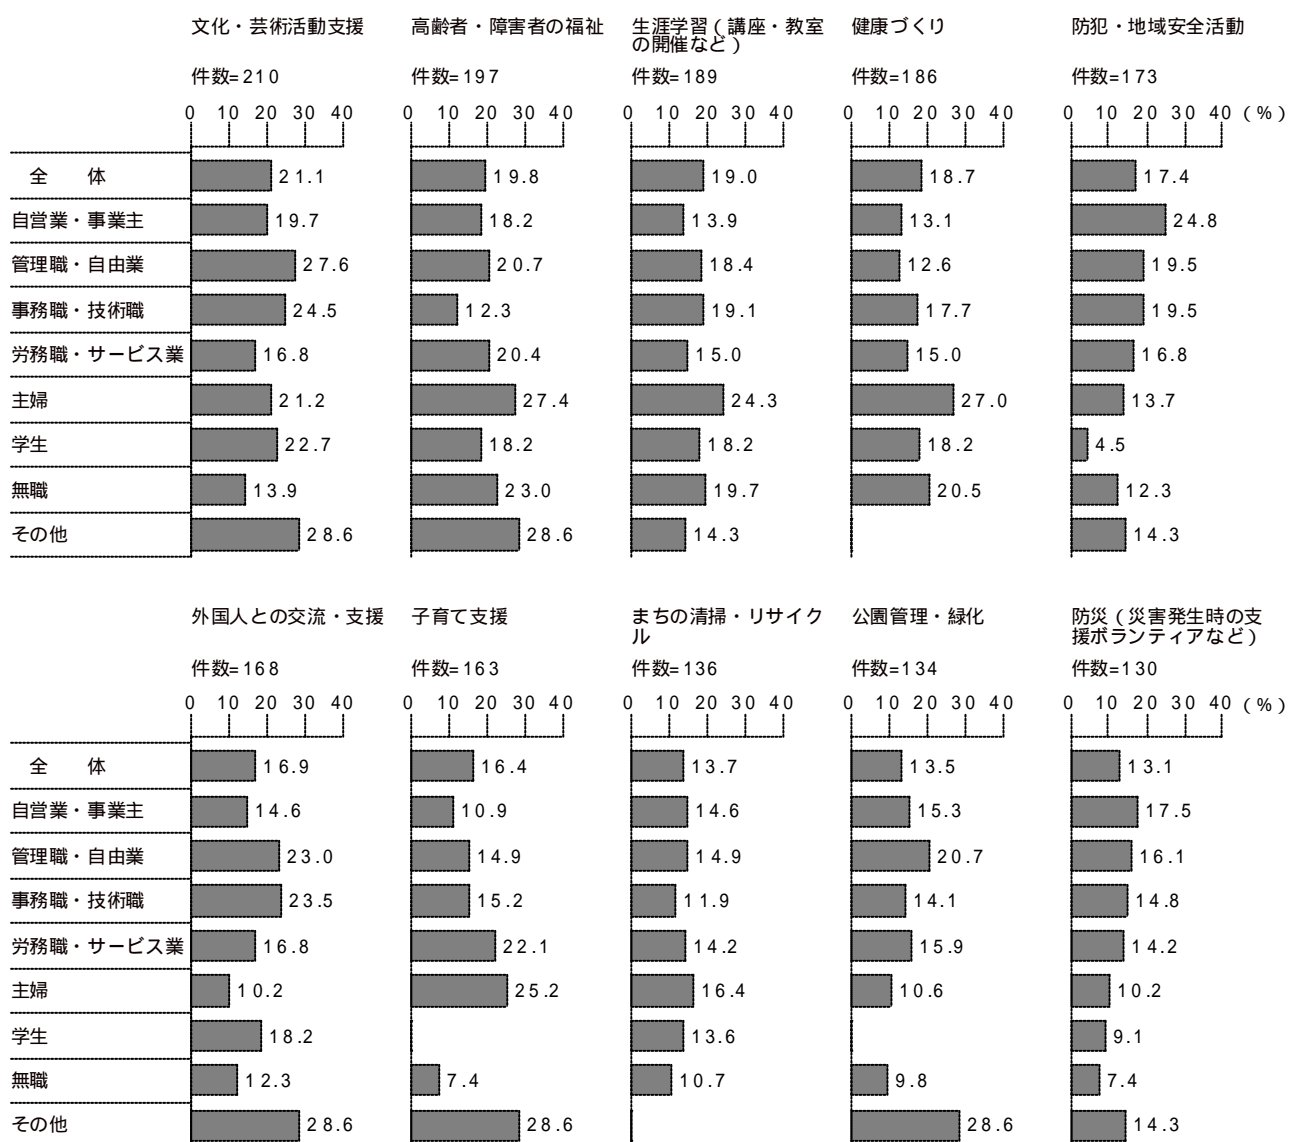 文化・芸術活動支援 高齢者・障害者の福祉 生涯学習（講座・教室 健康づくり 防犯・地域安全活動
の開催など）
件数=210 件数=197 件数=189 件数=186 件数=173
0 10 20 30 40 0 10 20 30 40 0 10 20 30 40 0 10 20 30 40 0 10 20 30 40 （%）
全　体 21.1 19.8 19.0 18.7 17.4
自営業・事業主 19.7 18.2 13.9 13.1 24.8
管理職・自由業 27.6 20.7 18.4 12.6 19.5
事務職・技術職 24.5 12.3 19.1 17.7 19.5
労務職・サービス業 16.8 20.4 15.0 15.0 16.8
主婦 21.2 27.4 24.3 27.0 13.7
学生 22.7 18.2 18.2 18.2 4.5
無職 13.9 23.0 19.7 20.5 12.3
その他 28.6 28.6 14.3 14.3
外国人との交流・支援 子育て支援 まちの清掃・リサイク 公園管理・緑化 防災（災害発生時の支
ル 援ボランティアなど）
件数=168 件数=163 件数=136 件数=134 件数=130
0 10 20 30 40 0 10 20 30 40 0 10 20 30 40 0 10 20 30 40 0 10 20 30 40 （%）
全　体 16.9 16.4 13.7 13.5 13.1
自営業・事業主 14.6 10.9 14.6 15.3 17.5
管理職・自由業 23.0 14.9 14.9 20.7 16.1
事務職・技術職 23.5 15.2 11.9 14.1 14.8
労務職・サービス業 16.8 22.1 14.2 15.9 14.2
主婦 10.2 25.2 16.4 10.6 10.2
学生 18.2 13.6 9.1
無職 12.3 7.4 10.7 9.8 7.4
その他 28.6 28.6 28.6 14.3